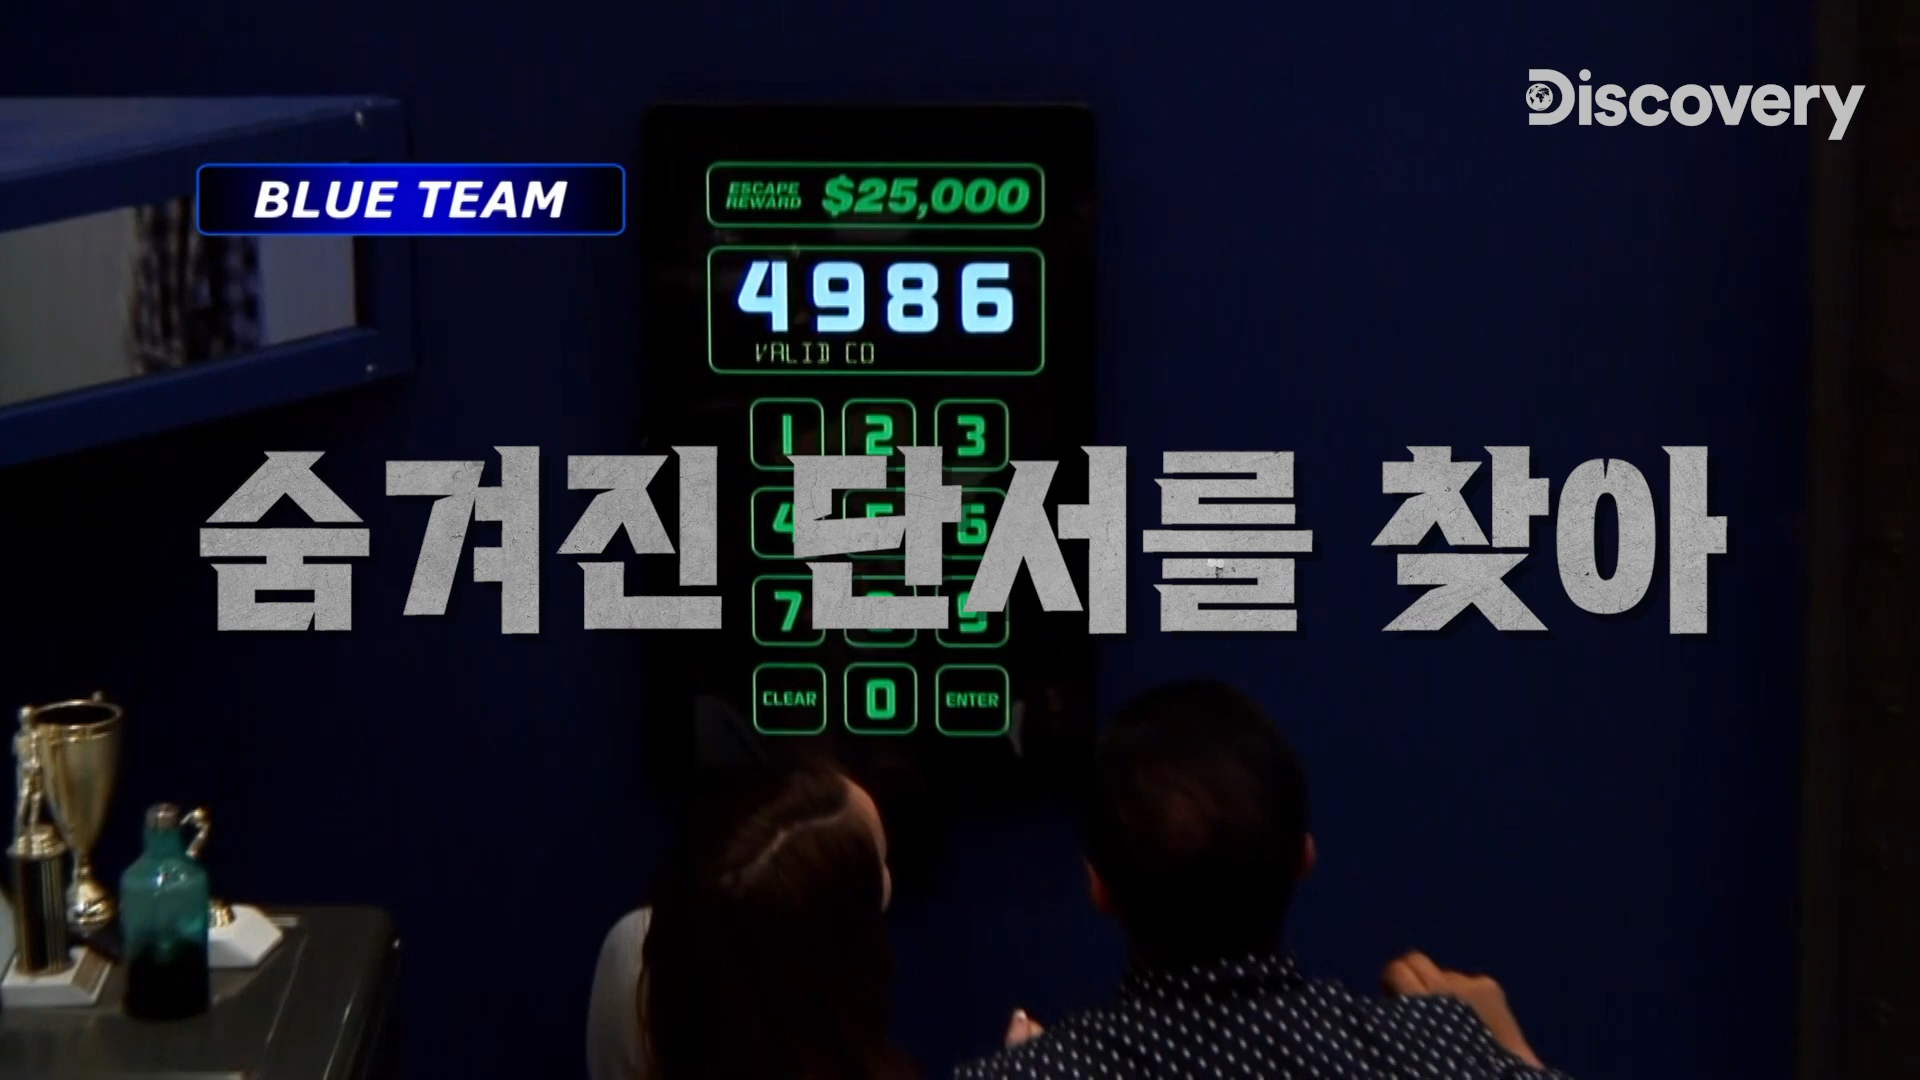 Discovery
BLUE TEAM
ESCAPE
REWARD
$25,000
4986
VALID CO
1 2 3
4 5 6
7 8 9
CLEAR 0 ENTER
숨겨진 단서를 찾아